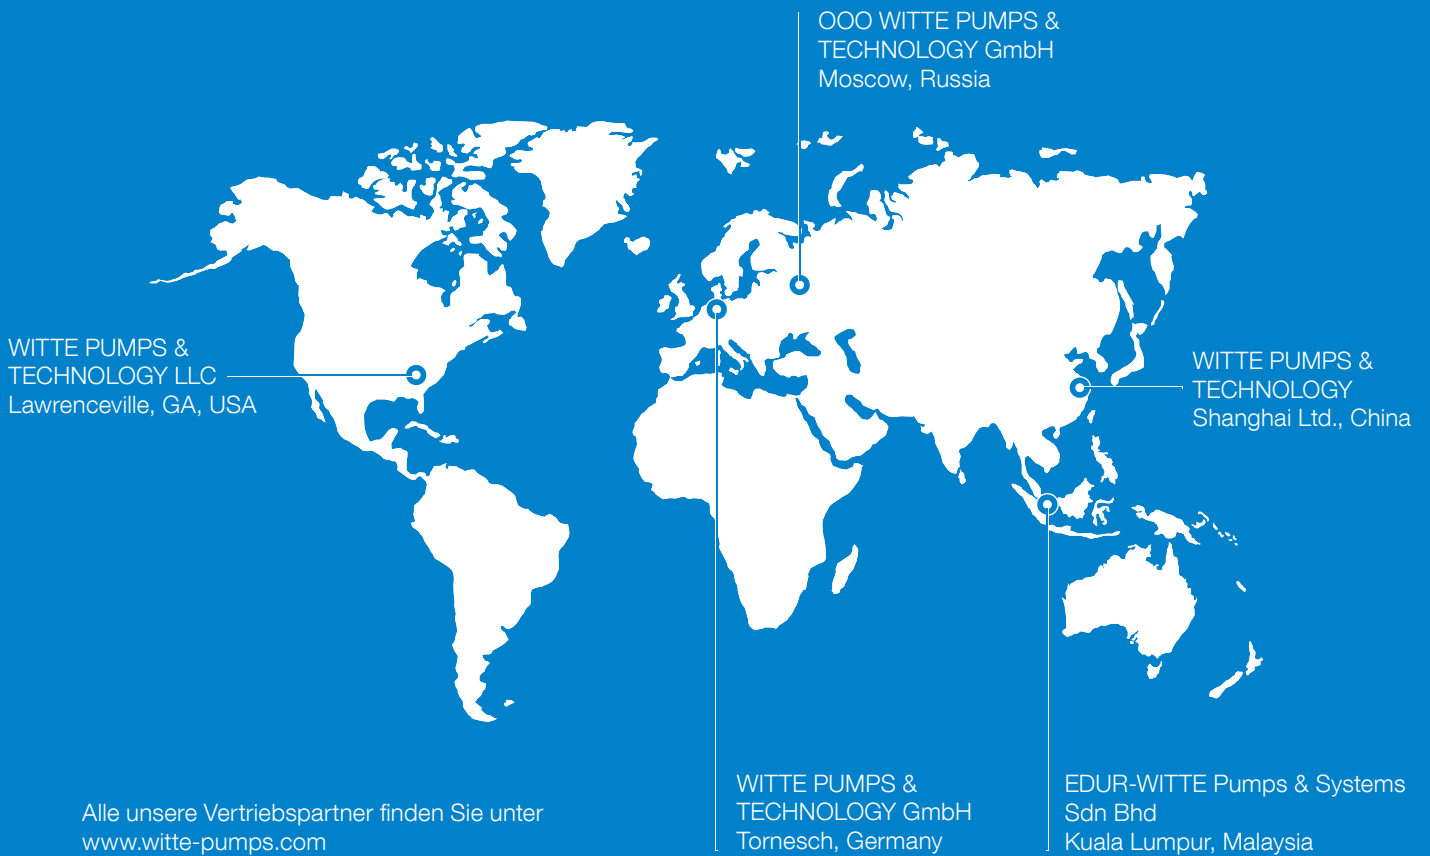 OOO WITTE PUMPS &
TECHNOLOGY GmbH
Moscow, Russia
WITTE PUMPS &
TECHNOLOGY LLC
Lawrenceville, GA, USA
WITTE PUMPS &
TECHNOLOGY
Shanghai Ltd., China
WITTE PUMPS &
TECHNOLOGY GmbH
Tornesch, Germany
EDUR-WITTE Pumps & Systems
Sdn Bhd
Kuala Lumpur, Malaysia
Alle unsere Vertriebspartner finden Sie unter
www.witte-pumps.com